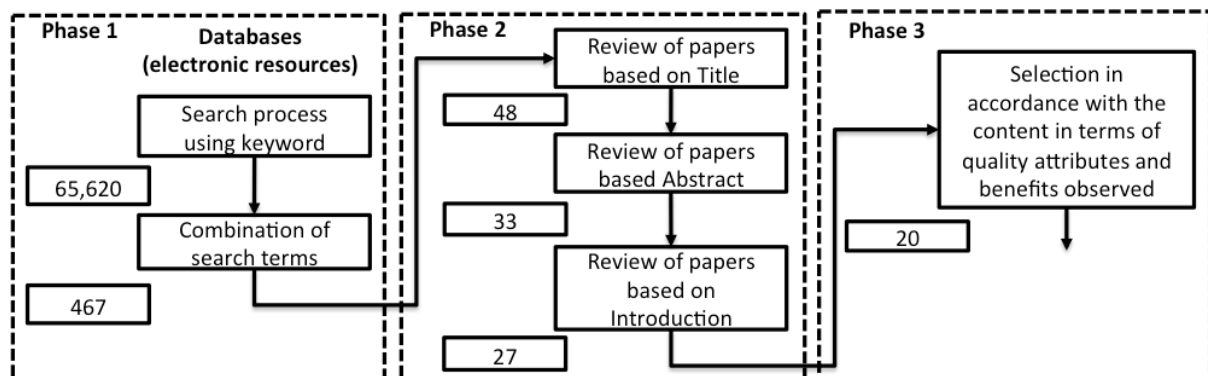 Phase 1
Databases
(electronic resources)
Search process
using keyword
65,620
Combination of
search terms
467
Phase 2
Review of papers
based on Title
48
Review of papers
based Abstract
33
Review of papers
based on
Introduction
27
Phase 3
Selection in
accordance with the
content in terms of
quality attributes and
benefits observed
20